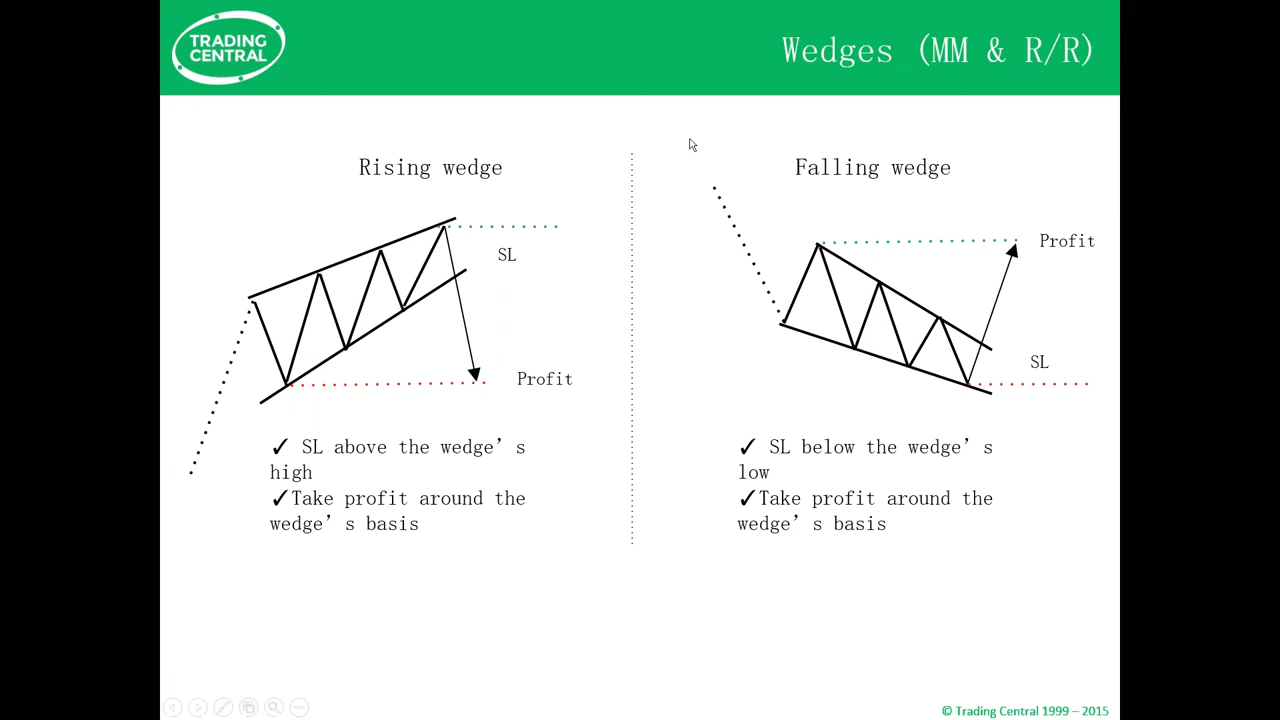 TRADING
CENTRAL
Wedges (MM & R/R)
Rising wedge
SL
Profit
✓ SL above the wedge’s
high
✓Take profit around the
wedge’s basis
Falling wedge
Profit
SL
✓ SL below the wedge’s
low
✓Take profit around the
wedge’s basis
© Trading Central 1999 – 2015